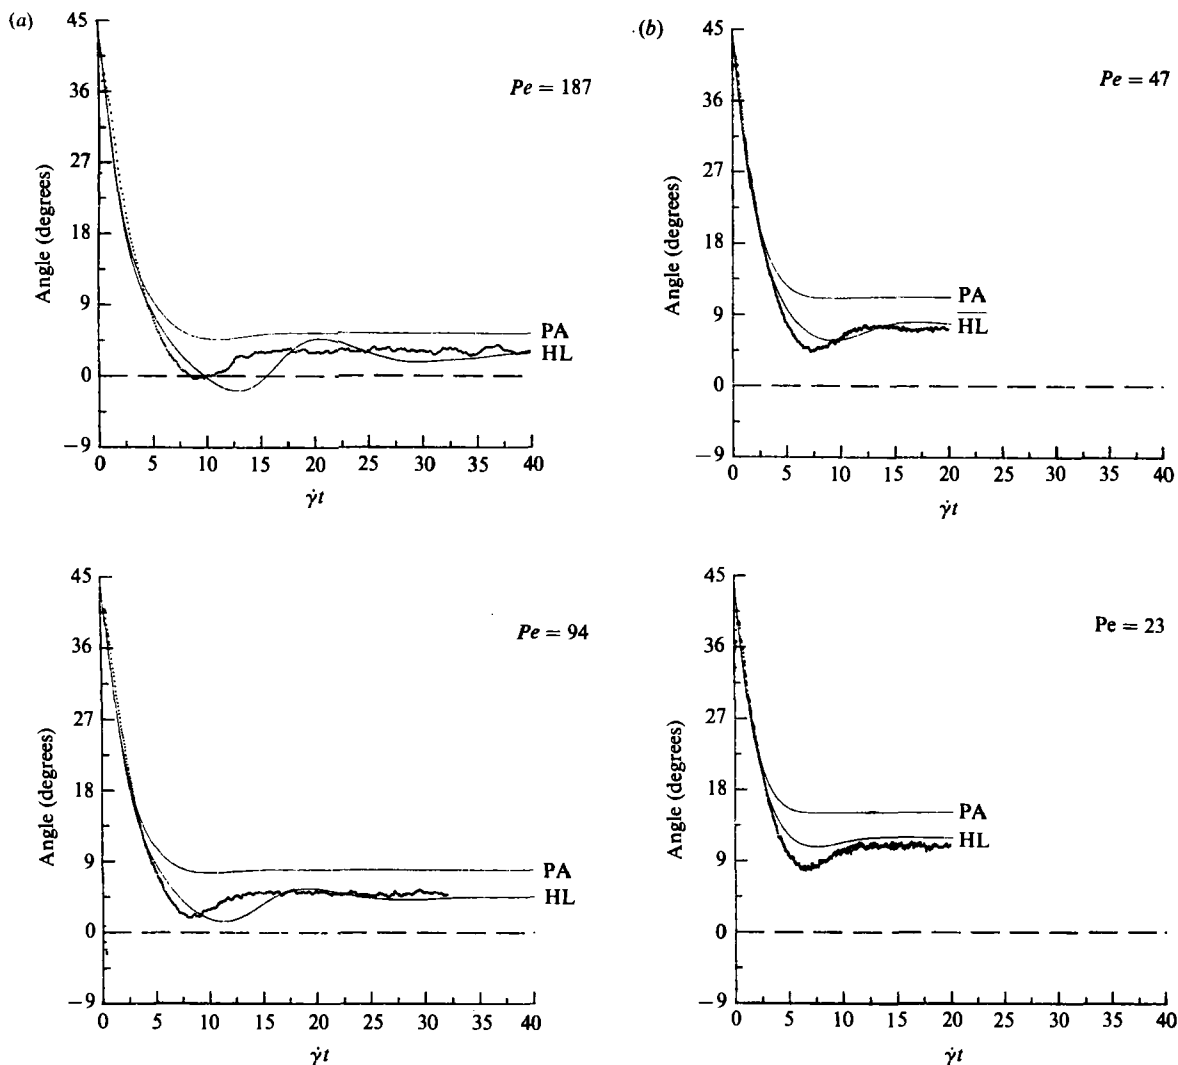 (a)
Pe = 187
45
36
27
18
9
0
−9
Angle (degrees)
PA
HL
0 5 10 15 20 25 30 35 40
γ̇t
(b)
Pe = 47
45
36
27
18
9
0
−9
Angle (degrees)
PA
HL
0 5 10 15 20 25 30 35 40
γ̇t
Pe = 94
45
36
27
18
9
0
−9
Angle (degrees)
PA
HL
0 5 10 15 20 25 30 35 40
γ̇t
Pe = 23
45
36
27
18
9
0
−9
Angle (degrees)
PA
HL
0 5 10 15 20 25 30 35 40
γ̇t